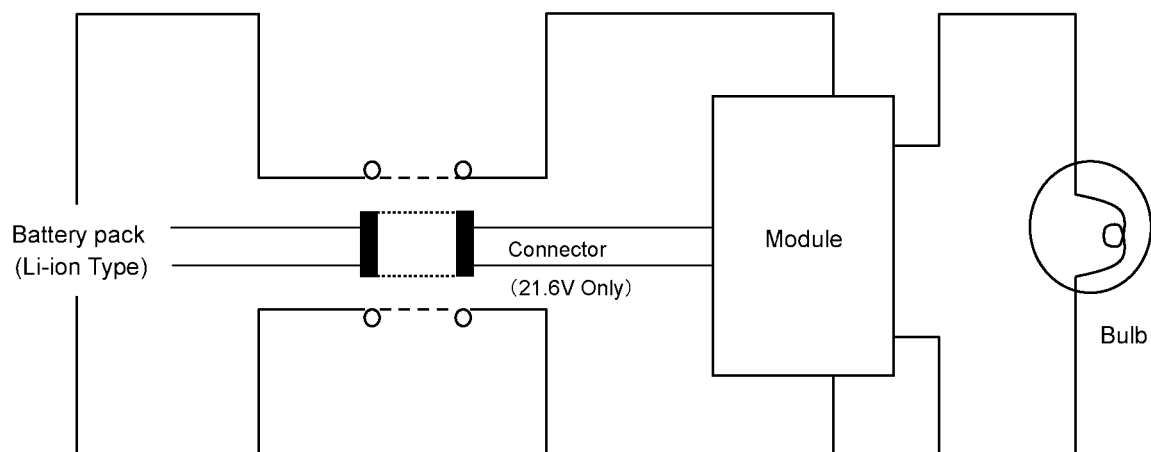 Battery pack
(Li-ion Type)
Connector
（21.6V Only）
Module
Bulb